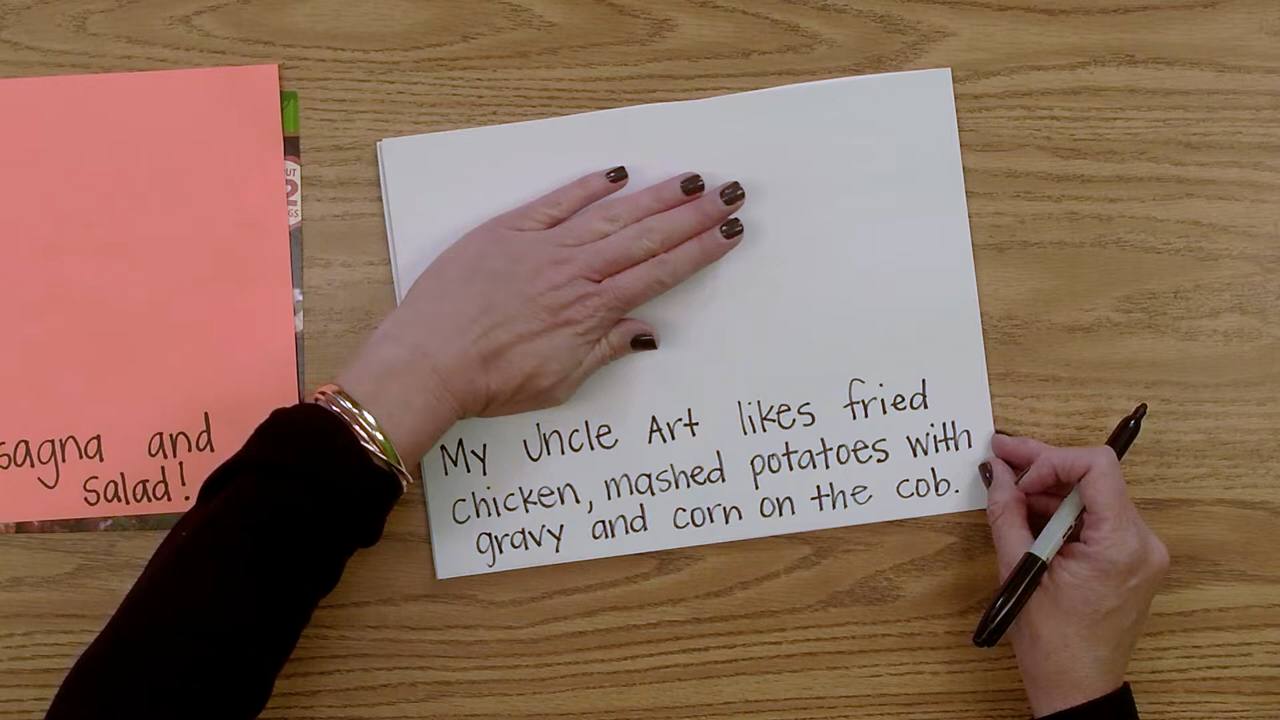 sagna and
salad!
My Uncle Art likes fried
chicken, mashed potatoes with
gravy and corn on the cob.